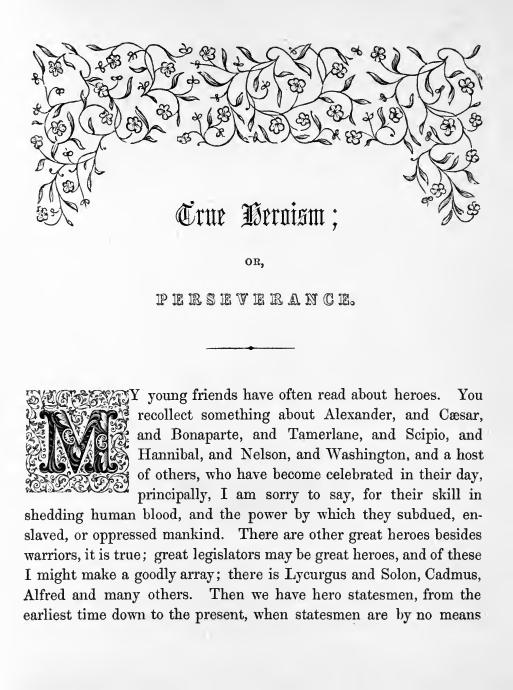 True Heroism;
OR,
PERSEVERANCE.
MY young friends have often read about heroes. You
recollect something about Alexander, and Cæsar,
and Bonaparte, and Tamerlane, and Scipio, and
Hannibal, and Nelson, and Washington, and a host
of others, who have become celebrated in their day,
principally, I am sorry to say, for their skill in
shedding human blood, and the power by which they subdued, en-
slaved, or oppressed mankind. There are other great heroes besides
warriors, it is true; great legislators may be great heroes, and of these
I might make a goodly array; there is Lycurgus and Solon, Cadmus,
Alfred and many others. Then we have hero statesmen, from the
earliest time down to the present, when statesmen are by no means